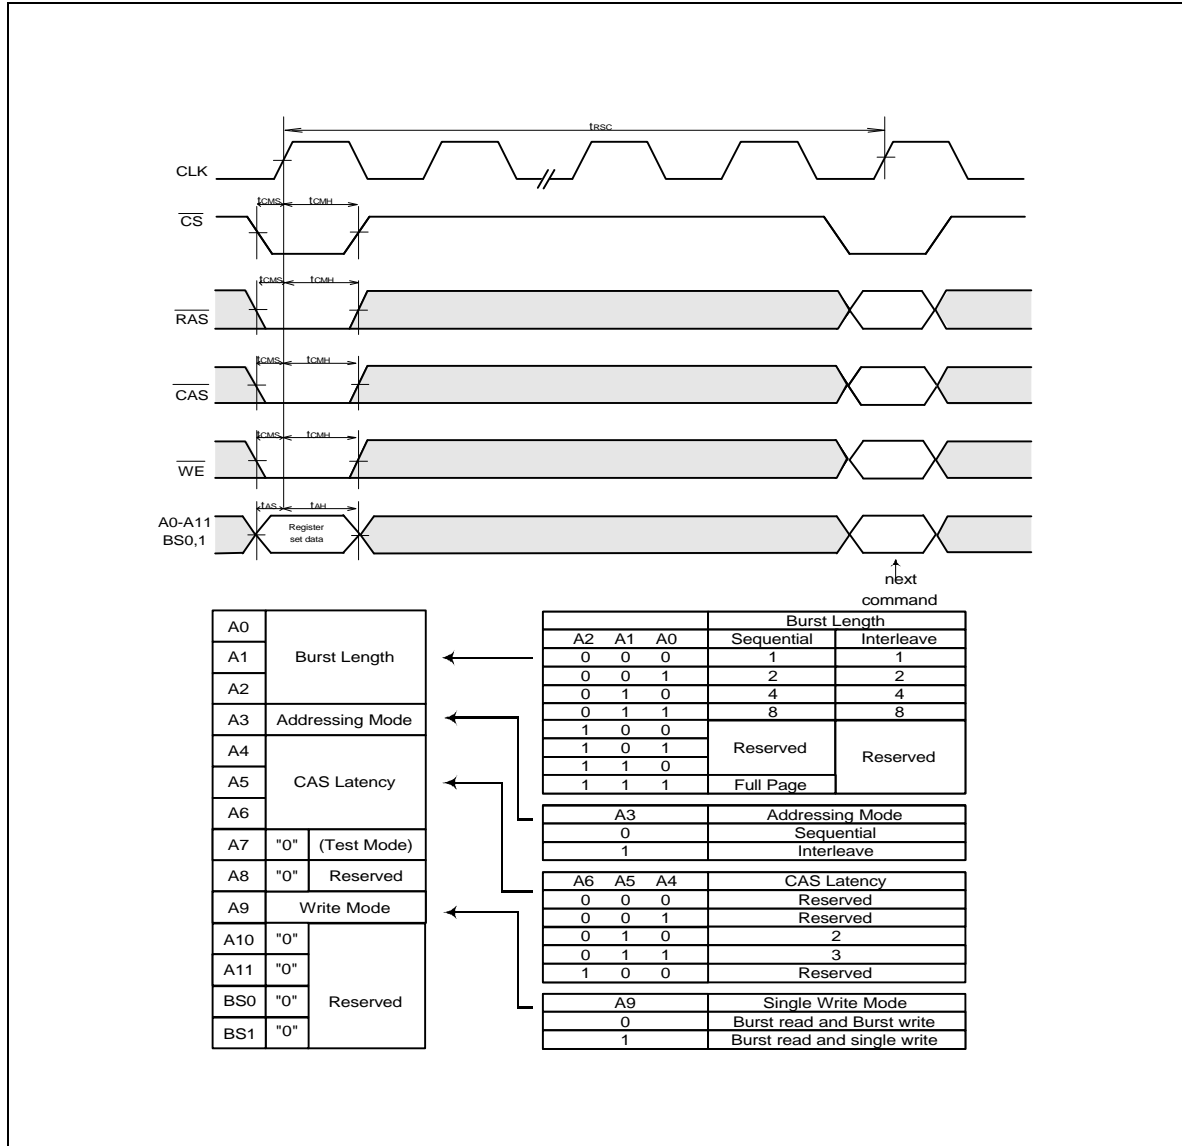 tRSC
CLK
tCMS tCMH
CS
tCMS tCMH
RAS
tCMS tCMH
CAS
tCMS tCMH
WE
tAS tAH
A0-A11
BS0,1
Register
set data
next
command
A0
A1 Burst Length
A2
A3 Addressing Mode
A4
A5 CAS Latency
A6
A7 "0" (Test Mode)
A8 "0" Reserved
A9 Write Mode
A10 "0"
A11 "0"
BS0 "0" Reserved
BS1 "0"
Burst Length
A2 A1 A0 Sequential Interleave
0 0 0 1 1
0 0 1 2 2
0 1 0 4 4
0 1 1 8 8
1 0 0
1 0 1 Reserved Reserved
1 1 0
1 1 1 Full Page
A3 Addressing Mode
0 Sequential
1 Interleave
A6 A5 A4 CAS Latency
0 0 0 Reserved
0 0 1 Reserved
0 1 0 2
0 1 1 3
1 0 0 Reserved
A9 Single Write Mode
0 Burst read and Burst write
1 Burst read and single write